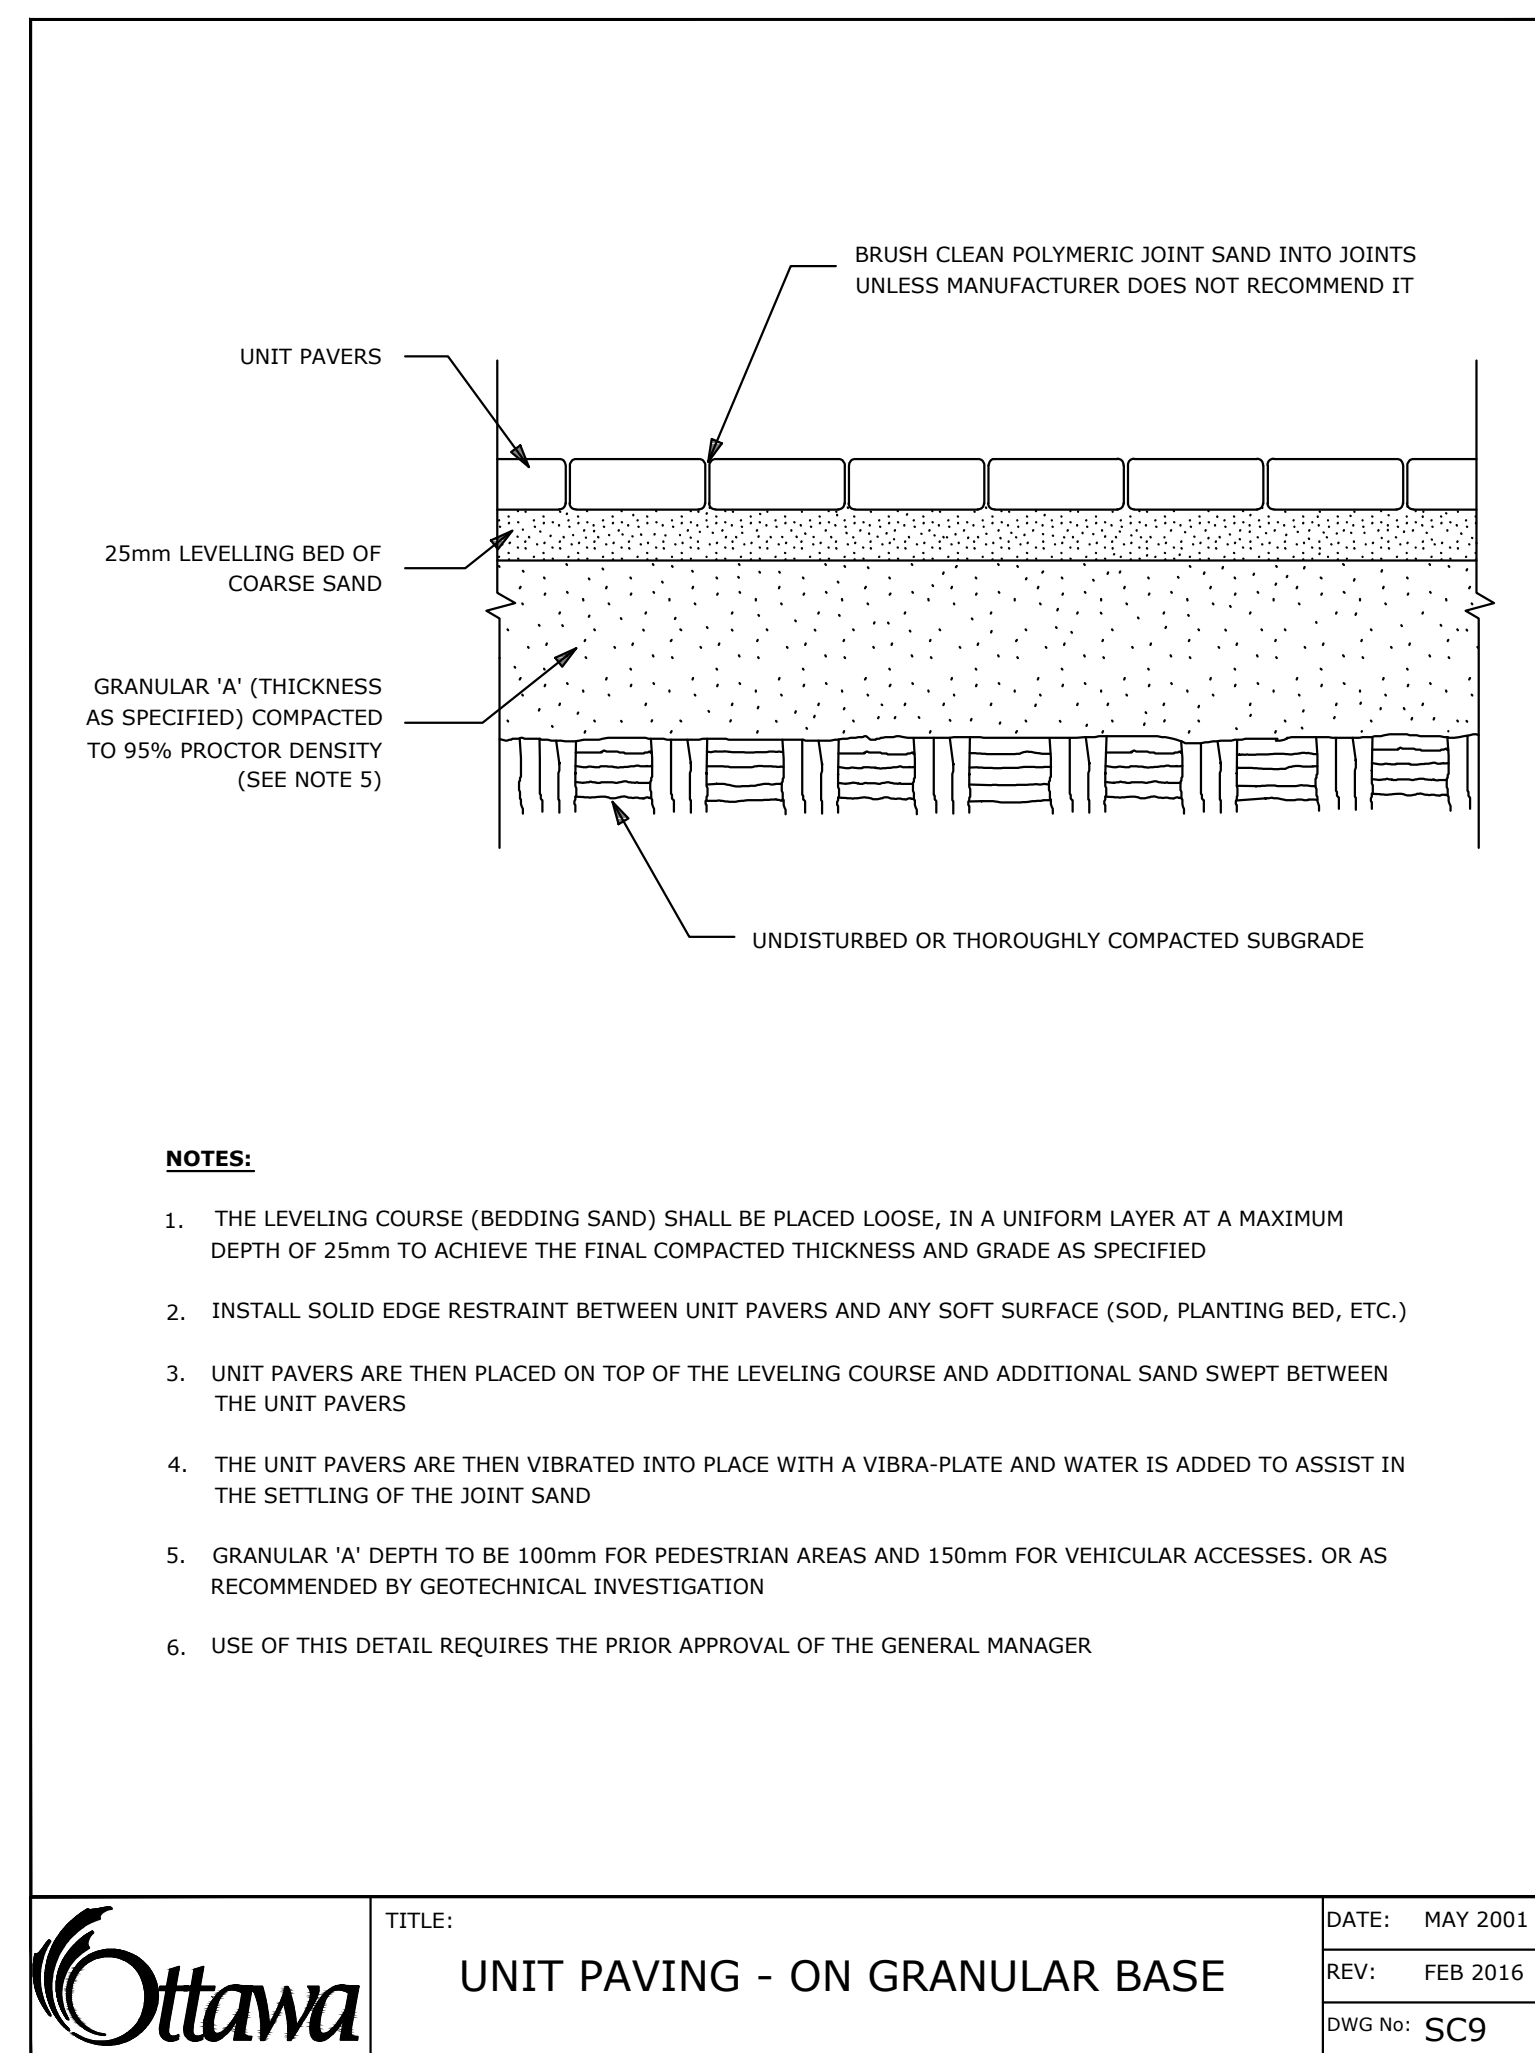 BRUSH CLEAN POLYMERIC JOINT SAND INTO JOINTS
UNLESS MANUFACTURER DOES NOT RECOMMEND IT
UNIT PAVERS
25mm LEVELLING BED OF
COARSE SAND
GRANULAR 'A' (THICKNESS
AS SPECIFIED) COMPACTED
TO 95% PROCTOR DENSITY
(SEE NOTE 5)
UNDISTURBED OR THOROUGHLY COMPACTED SUBGRADE
NOTES:
1. THE LEVELING COURSE (BEDDING SAND) SHALL BE PLACED LOOSE, IN A UNIFORM LAYER AT A MAXIMUM
DEPTH OF 25mm TO ACHIEVE THE FINAL COMPACTED THICKNESS AND GRADE AS SPECIFIED
2. INSTALL SOLID EDGE RESTRAINT BETWEEN UNIT PAVERS AND ANY SOFT SURFACE (SOD, PLANTING BED, ETC.)
3. UNIT PAVERS ARE THEN PLACED ON TOP OF THE LEVELING COURSE AND ADDITIONAL SAND SWEPT BETWEEN
THE UNIT PAVERS
4. THE UNIT PAVERS ARE THEN VIBRATED INTO PLACE WITH A VIBRA-PLATE AND WATER IS ADDED TO ASSIST IN
THE SETTLING OF THE JOINT SAND
5. GRANULAR 'A' DEPTH TO BE 100mm FOR PEDESTRIAN AREAS AND 150mm FOR VEHICULAR ACCESSES. OR AS
RECOMMENDED BY GEOTECHNICAL INVESTIGATION
6. USE OF THIS DETAIL REQUIRES THE PRIOR APPROVAL OF THE GENERAL MANAGER
Ottawa
TITLE:
UNIT PAVING - ON GRANULAR BASE
DATE: MAY 2001
REV: FEB 2016
DWG No: SC9